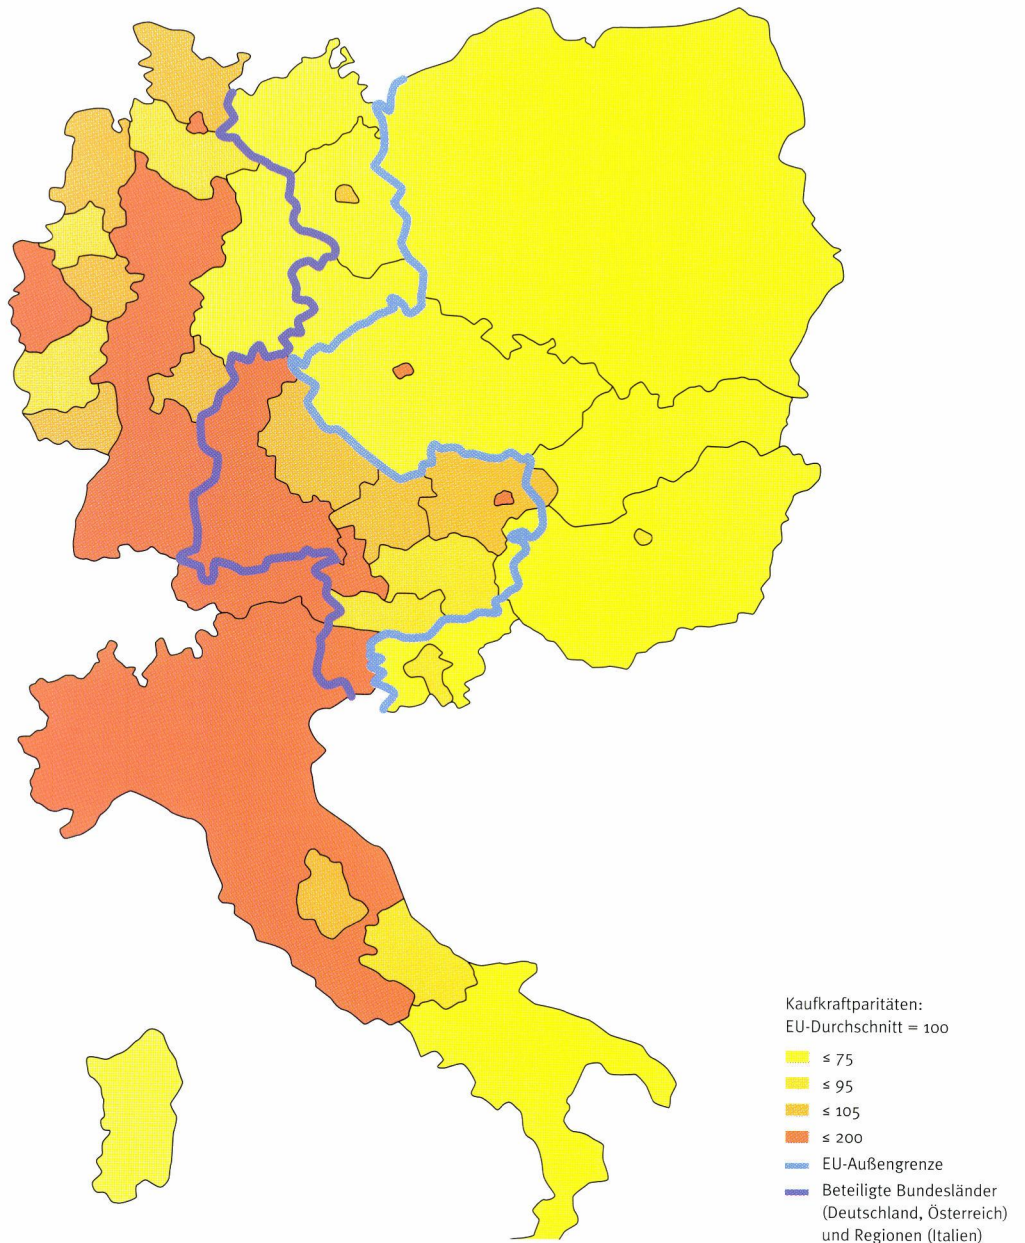 Kaufkraftparitäten:
EU-Durchschnitt = 100
≤ 75
≤ 95
≤ 105
≤ 200
EU-Außengrenze
Beteiligte Bundesländer
(Deutschland, Österreich)
und Regionen (Italien)